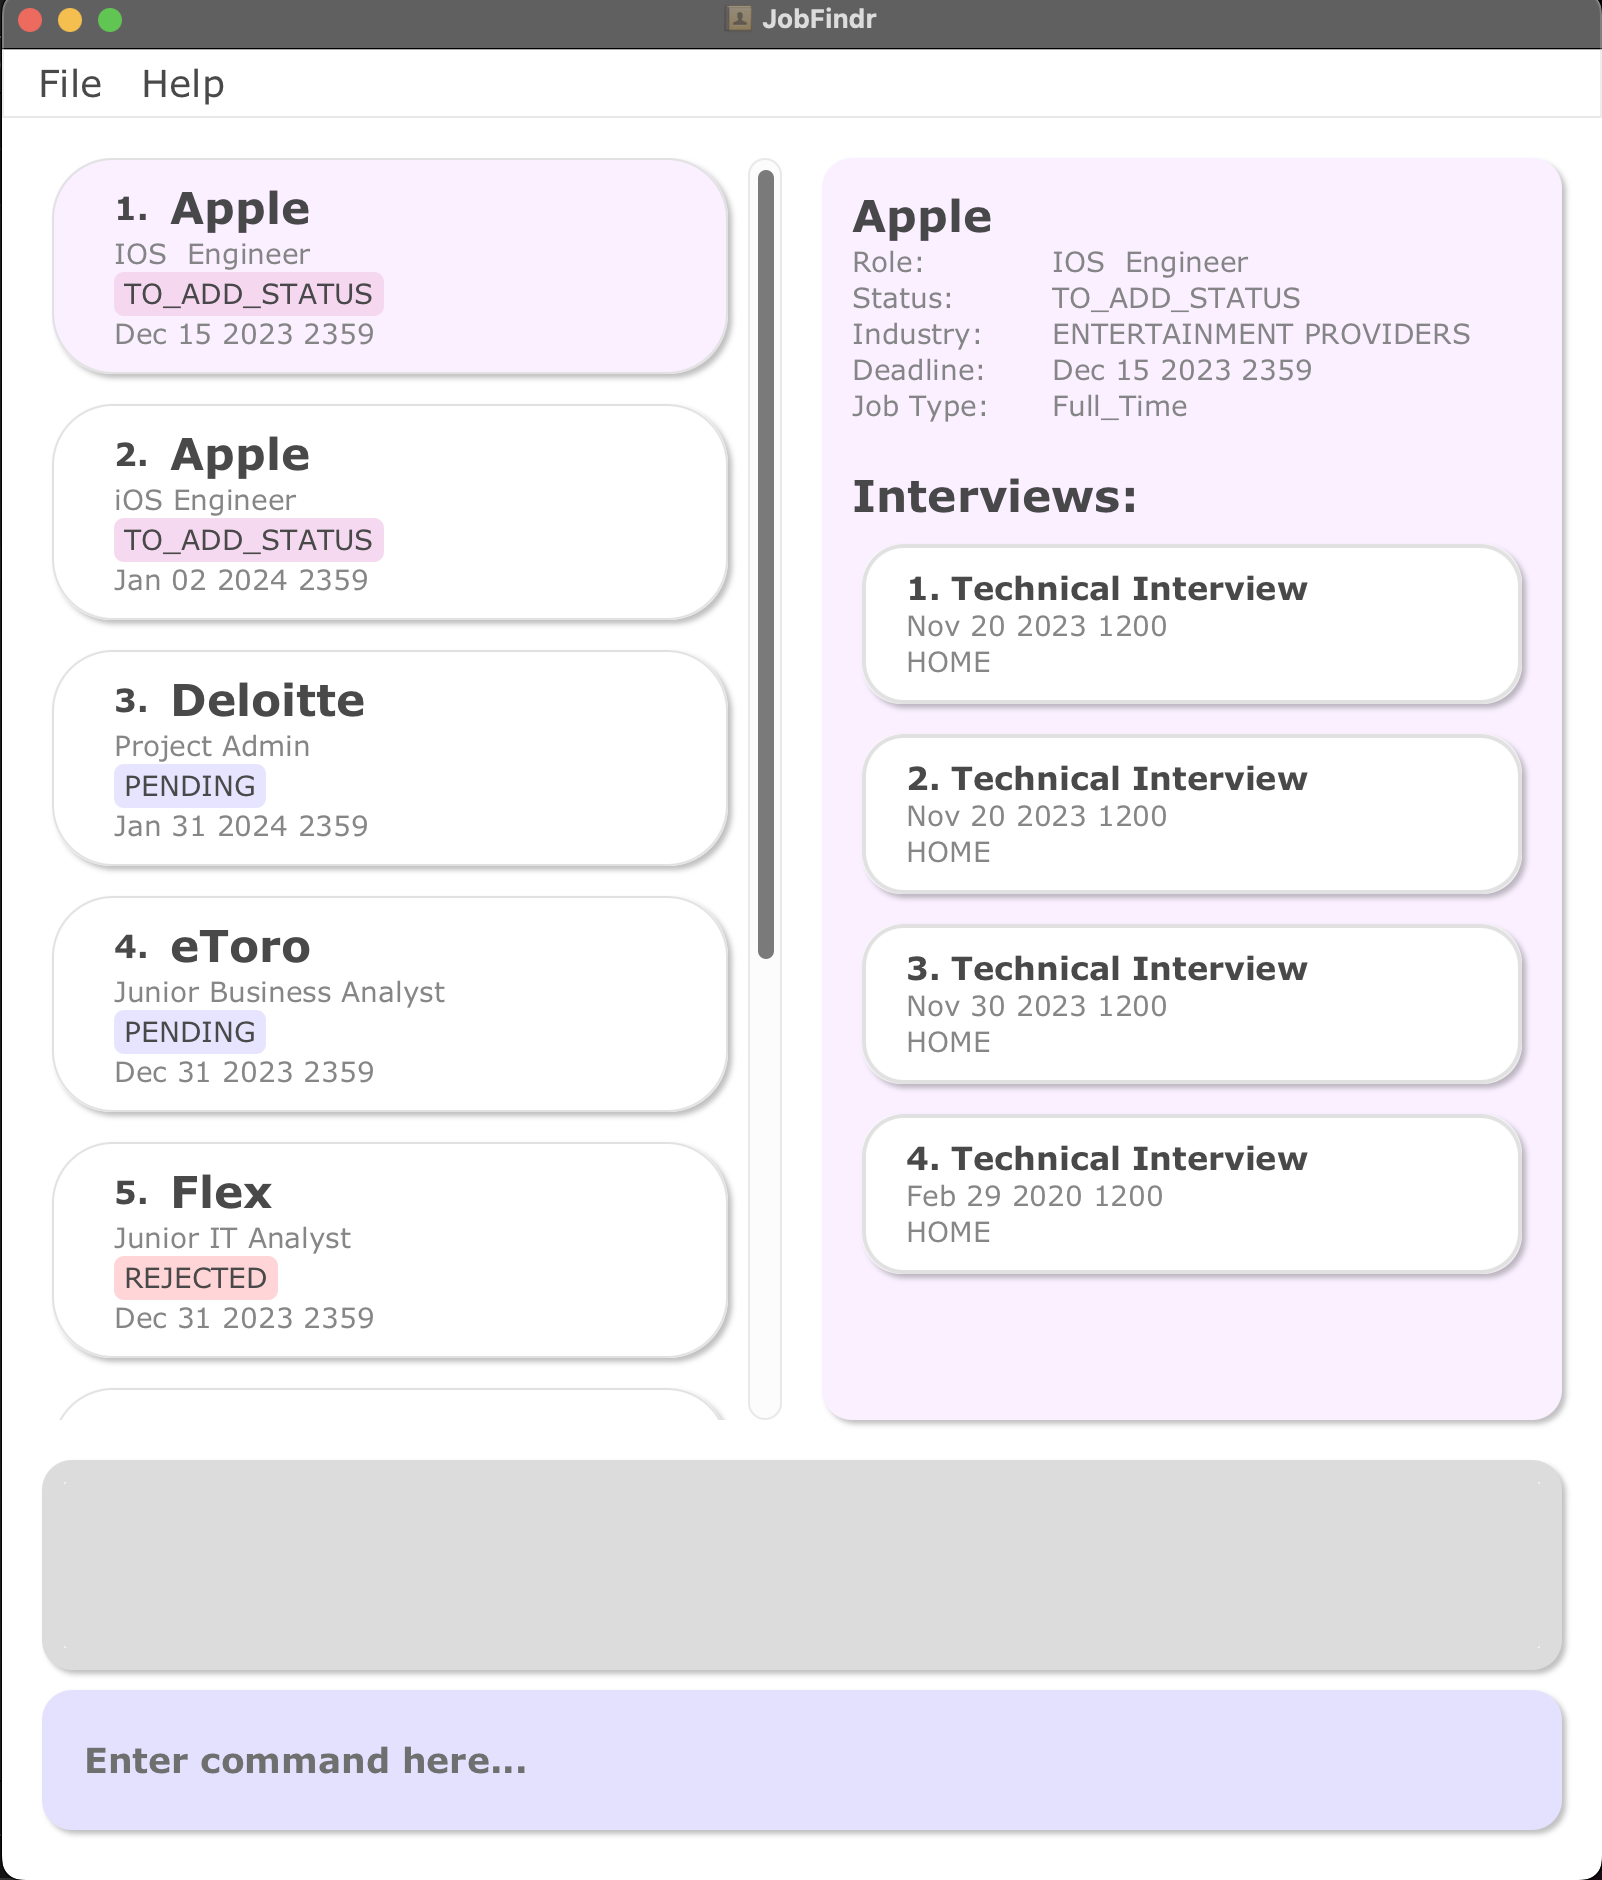 JobFindr
File Help
1. Apple
IOS  Engineer
TO_ADD_STATUS
Dec 15 2023 2359
2. Apple
iOS Engineer
TO_ADD_STATUS
Jan 02 2024 2359
3. Deloitte
Project Admin
PENDING
Jan 31 2024 2359
4. eToro
Junior Business Analyst
PENDING
Dec 31 2023 2359
5. Flex
Junior IT Analyst
REJECTED
Dec 31 2023 2359
Apple
Role: IOS  Engineer
Status: TO_ADD_STATUS
Industry: ENTERTAINMENT PROVIDERS
Deadline: Dec 15 2023 2359
Job Type: Full_Time
Interviews:
1. Technical Interview
Nov 20 2023 1200
HOME
2. Technical Interview
Nov 20 2023 1200
HOME
3. Technical Interview
Nov 30 2023 1200
HOME
4. Technical Interview
Feb 29 2020 1200
HOME
Enter command here...